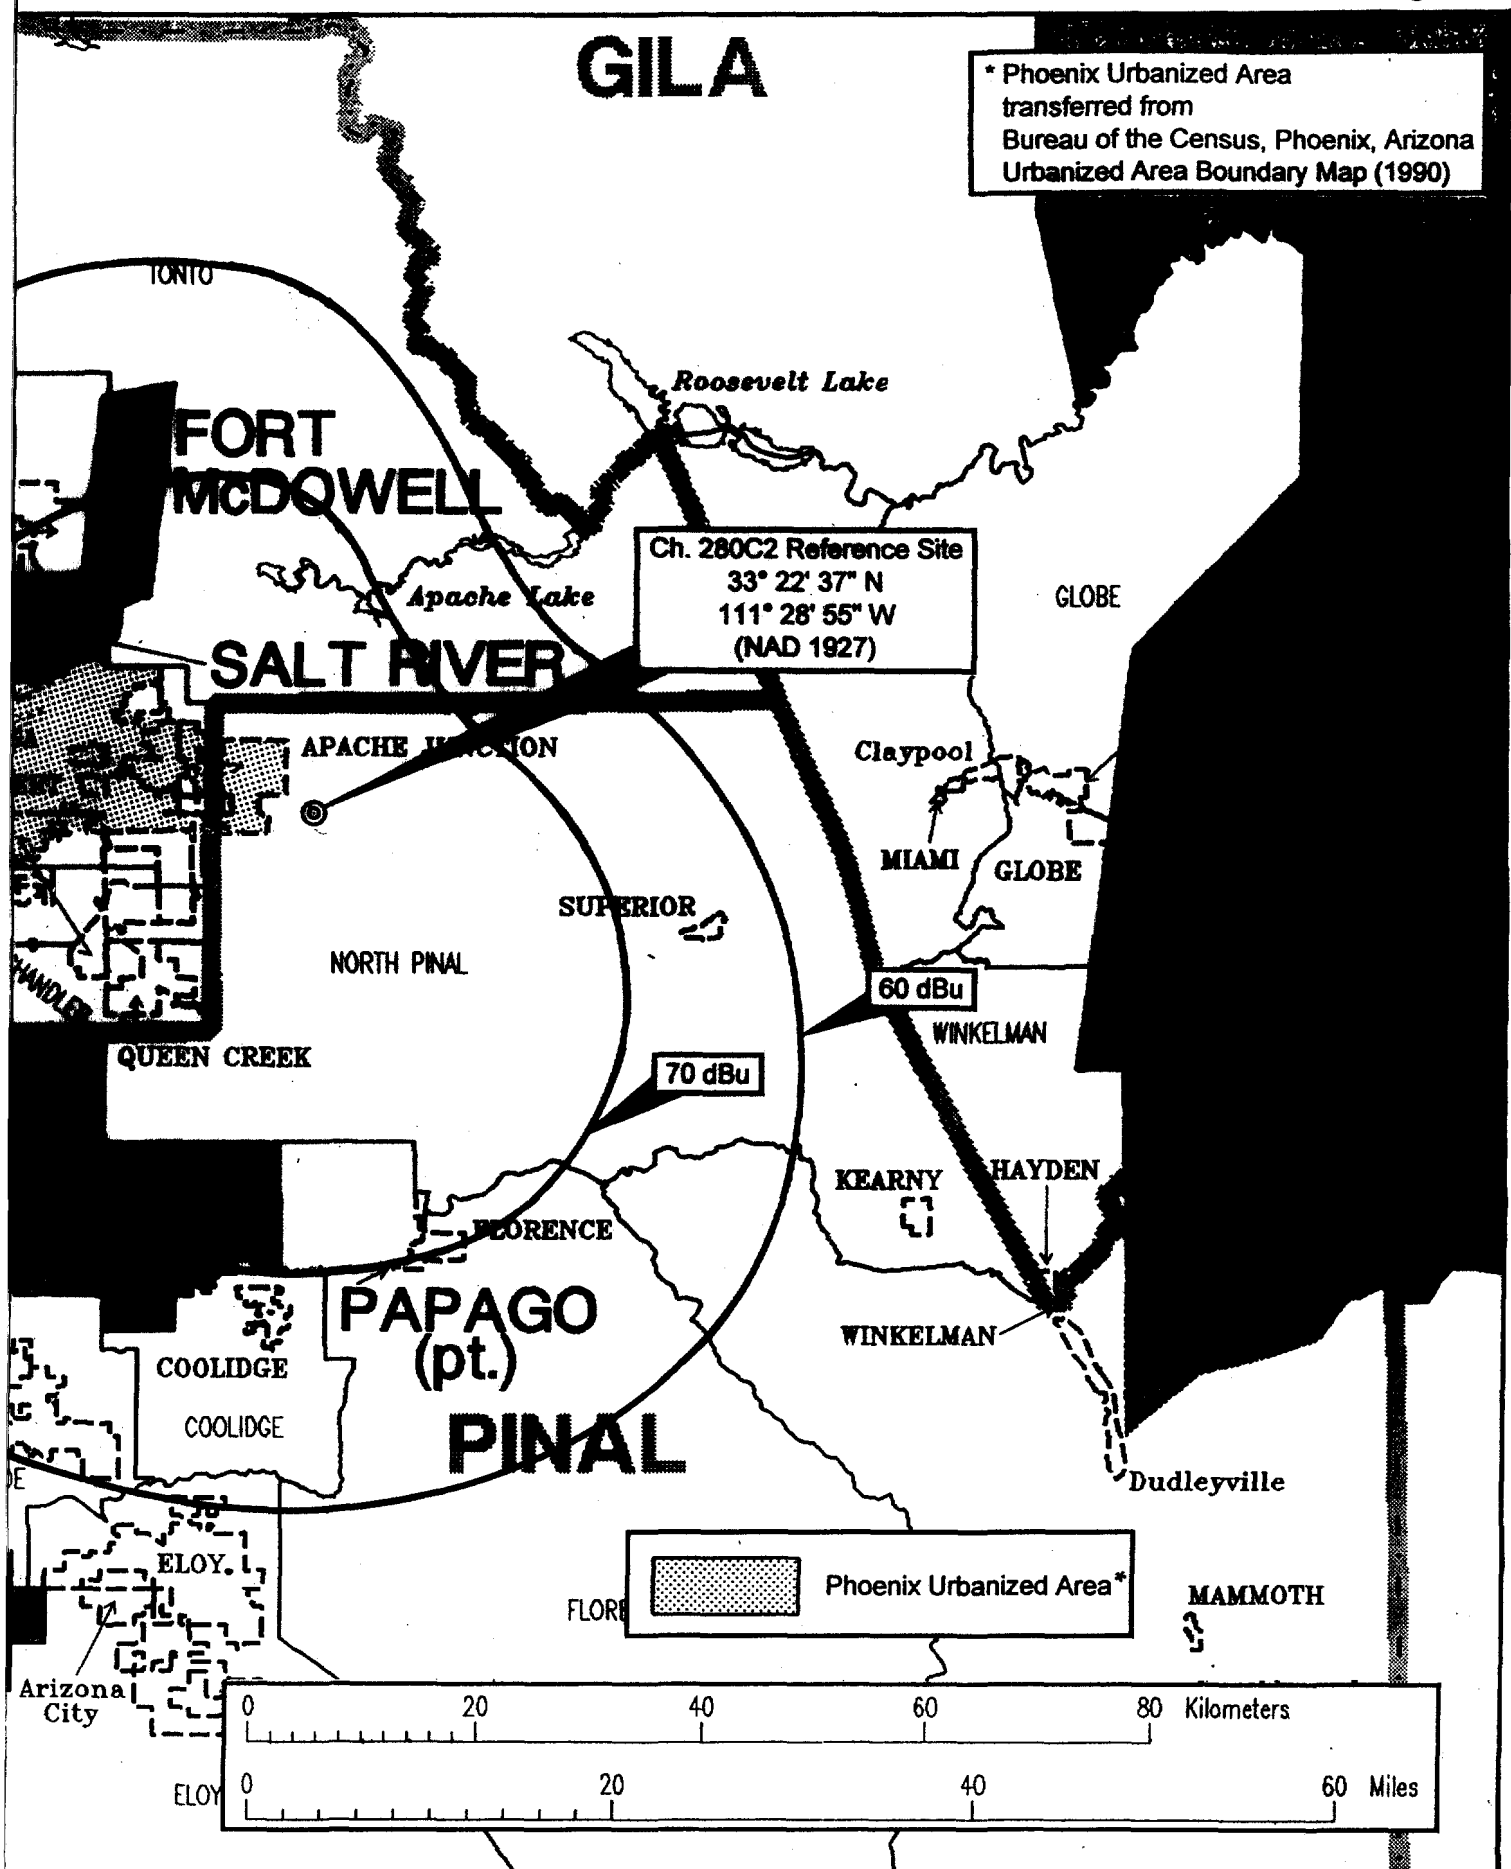 GILA
* Phoenix Urbanized Area
transferred from
Bureau of the Census, Phoenix, Arizona
Urbanized Area Boundary Map (1990)
TONTO
Roosevelt Lake
FORT
McDOWELL
Ch. 280C2 Reference Site
33° 22' 37" N
111° 28' 55" W
(NAD 1927)
Apache Lake
GLOBE
SALT RIVER
APACHE JUNCTION
Claypool
MIAMI
GLOBE
SUPERIOR
NORTH PINAL
CHANDLER
60 dBu
WINKELMAN
QUEEN CREEK
70 dBu
KEARNY
HAYDEN
FLORENCE
PAPAGO
(pt.)
WINKELMAN
COOLIDGE
COOLIDGE
PINAL
Dudleyville
ELOY
Phoenix Urbanized Area*
FLORE
MAMMOTH
Arizona
City
0 20 40 60 80 Kilometers
ELOY
0 20 40 60 Miles